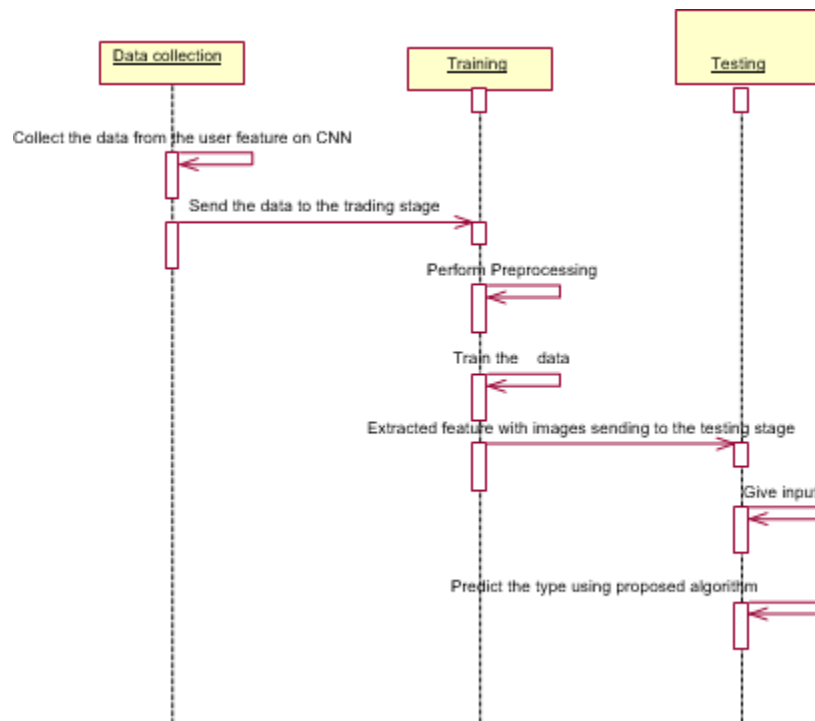 Data collection
Training
Testing
Collect the data from the user feature on CNN
Send the data to the trading stage
Perform Preprocessing
Train the data
Extracted feature with images sending to the testing stage
Give input
Predict the type using proposed algorithm